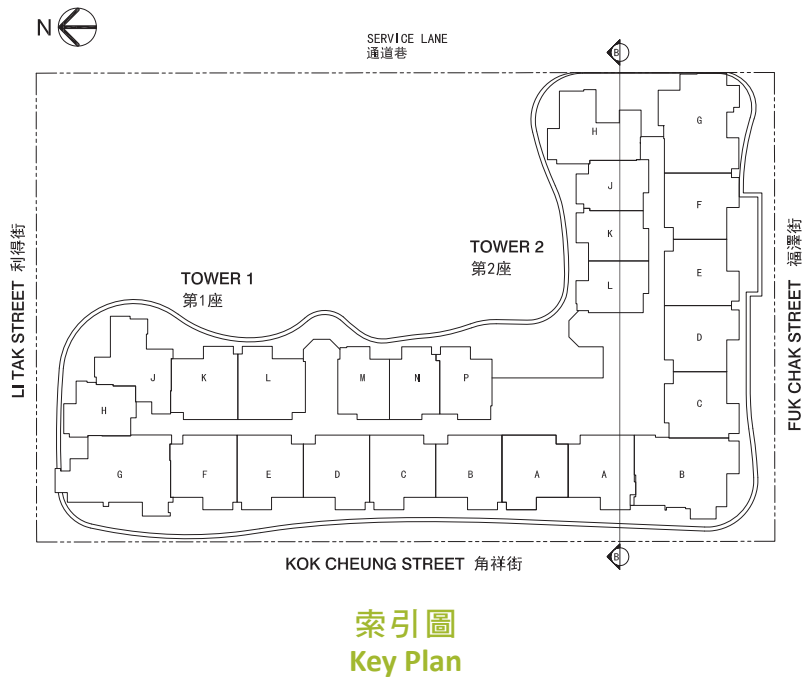 N
SERVICE LANE
通道巷
B
H
G
J
F
K
TOWER 2
第2座
E
L
TOWER 1
第1座
LI TAK STREET 利得街
FUK CHAK STREET 福澤街
D
J
K
L
M
N
P
C
H
G
F
E
D
C
B
A
A
B
B
KOK CHEUNG STREET 角祥街
索引圖
Key Plan